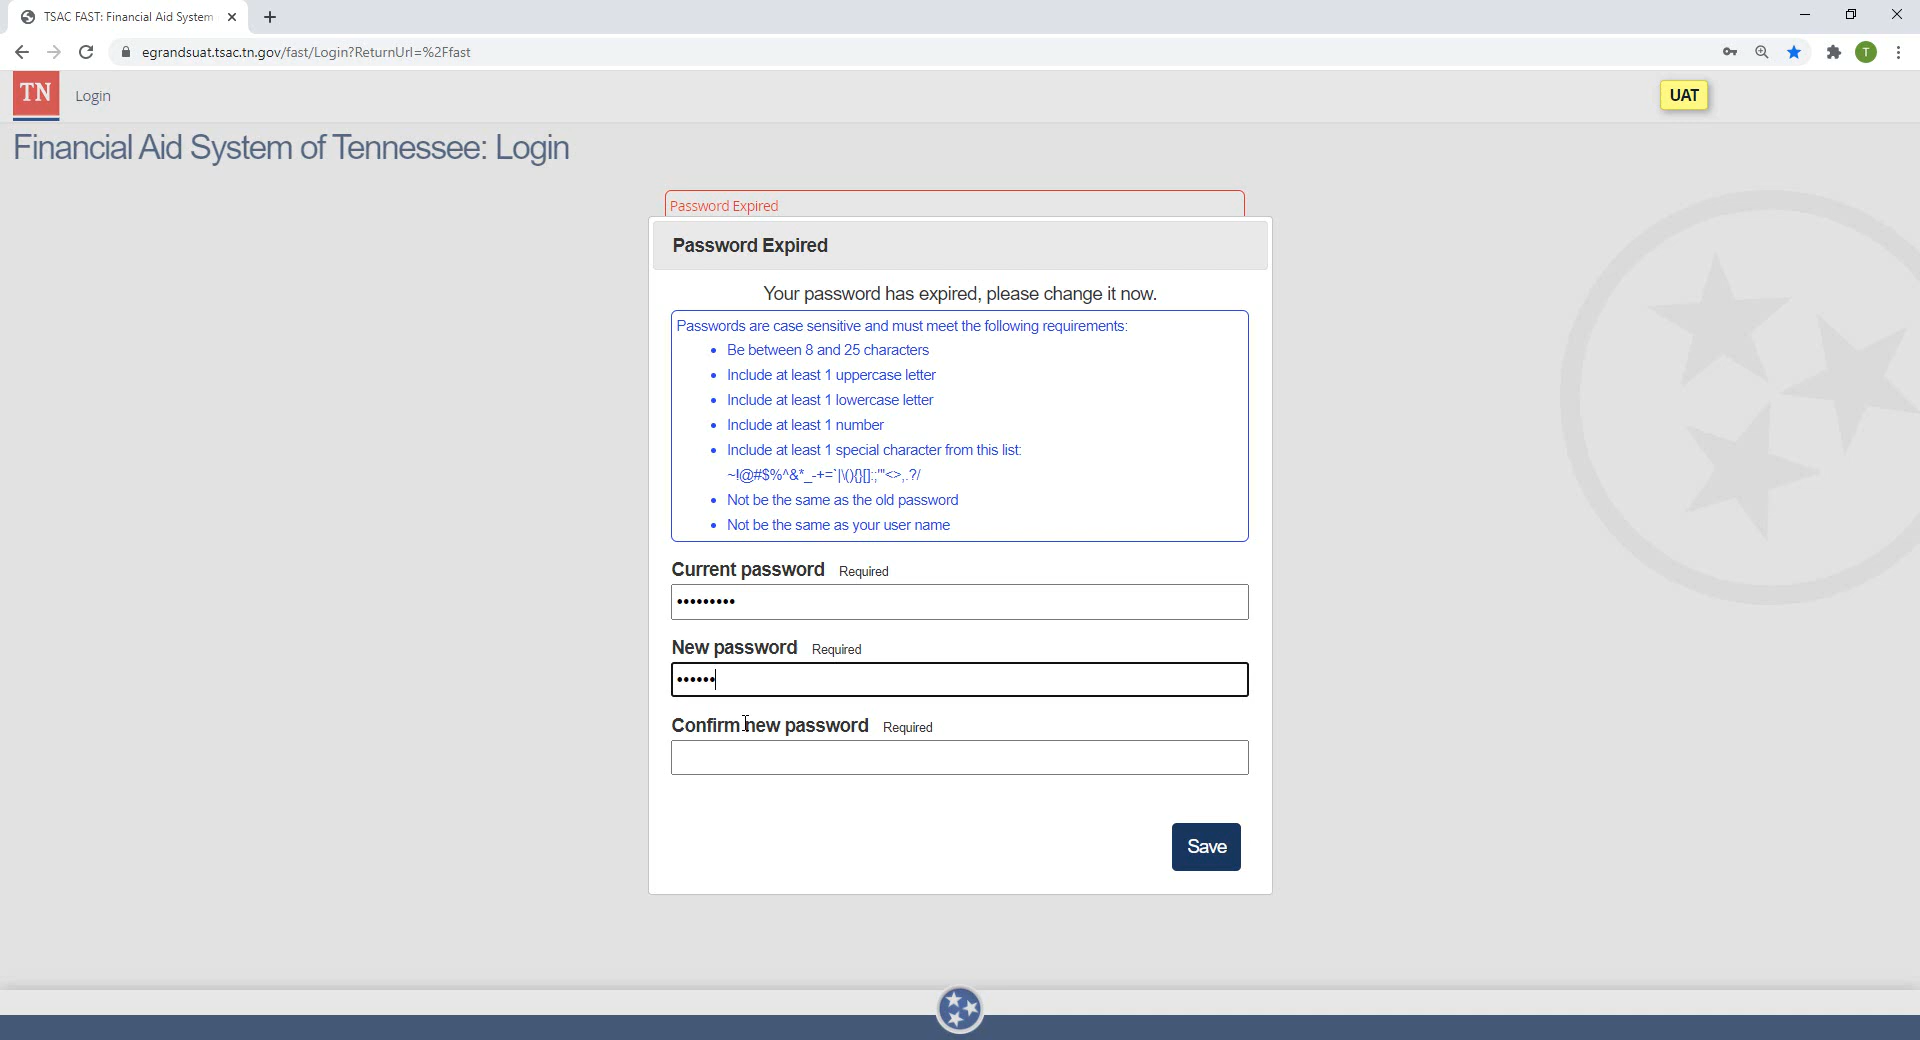 TSAC FAST: Financial Aid System
egrandsuat.tsac.tn.gov/fast/Login?ReturnUrl=%2Ffast
T
TN
Login
UAT
Financial Aid System of Tennessee: Login
Password Expired
Password Expired
Your password has expired, please change it now.
Passwords are case sensitive and must meet the following requirements:
• Be between 8 and 25 characters
• Include at least 1 uppercase letter
• Include at least 1 lowercase letter
• Include at least 1 number
• Include at least 1 special character from this list:
~!@#$%^&*_-+=`|\(){}[]:;"'<>,.?/
• Not be the same as the old password
• Not be the same as your user name
Current password Required
•••••••••
New password Required
••••••
Confirm new password Required
Save